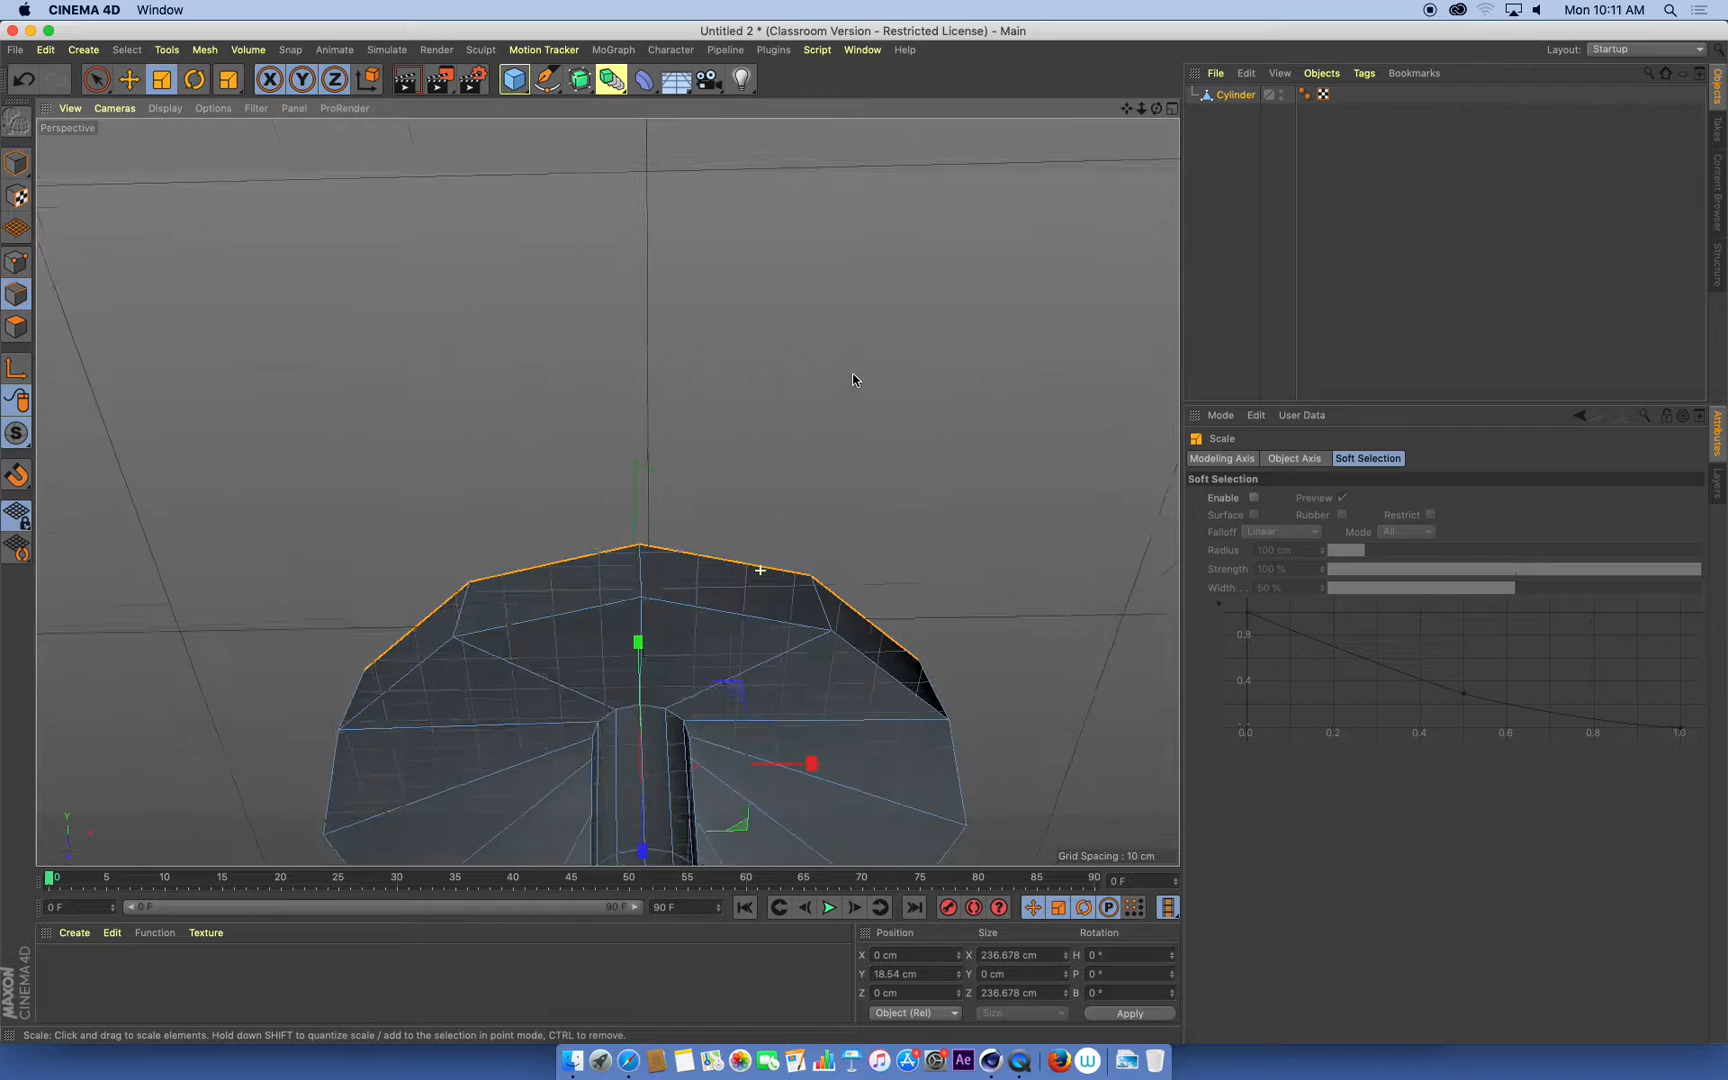 CINEMA 4D Window Mon 10:11 AM
Untitled 2 * (Classroom Version - Restricted License) - Main
File Edit Create Select Tools Mesh Volume Snap Animate Simulate Render Sculpt Motion Tracker MoGraph Character Pipeline Plugins Script Window Help Layout: Startup
X Y Z
File Edit View Objects Tags Bookmarks
View Cameras Display Options Filter Panel ProRender
Cylinder
Perspective
Objects
Takes
Content Browser
Structure
Mode Edit User Data
Scale
Modeling Axis Object Axis Soft Selection
Soft Selection
Enable Preview
Surface Rubber Restrict
Falloff Linear Mode All
Radius 100 cm
Strength 100 %
Width . . 50 %
0.8
0.4
0.0 0.2 0.4 0.6 0.8 1.0
Attributes
Layers
Y
Grid Spacing : 10 cm
0 5 10 15 20 25 30 35 40 45 50 55 60 65 70 75 80 85 90 0 F
0 F 0 F 90 F 90 F
Create Edit Function Texture
Position Size Rotation
X 0 cm X 236.678 cm H 0 °
Y 18.54 cm Y 0 cm P 0 °
Z 0 cm Z 236.678 cm B 0 °
Object (Rel) Size Apply
MAXON
CINEMA 4D
Scale: Click and drag to scale elements. Hold down SHIFT to quantize scale / add to the selection in point mode, CTRL to remove.
Ae
W